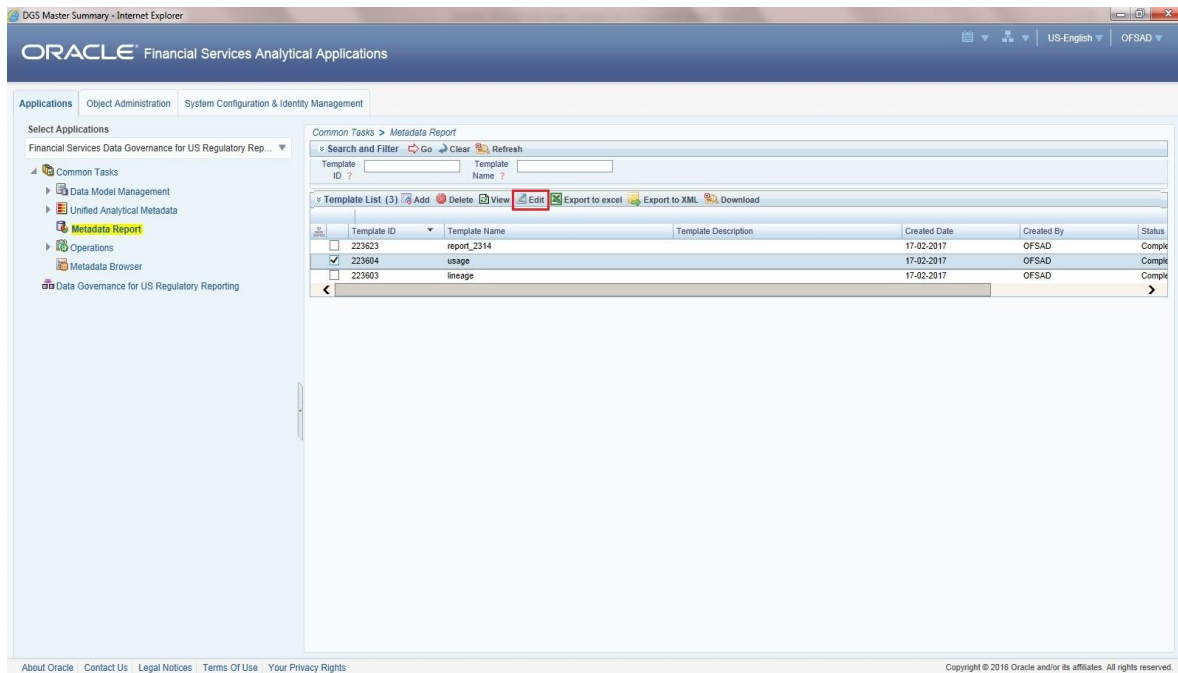 DGS Master Summary - Internet Explorer
ORACLE® Financial Services Analytical Applications
US-English
OFSAD
Applications
Object Administration
System Configuration & Identity Management
Select Applications
Financial Services Data Governance for US Regulatory Rep...
Common Tasks
Data Model Management
Unified Analytical Metadata
Metadata Report
Operations
Metadata Browser
Data Governance for US Regulatory Reporting
Common Tasks > Metadata Report
Search and Filter Go Clear Refresh
Template ID ? Template Name ?
Template List (3) Add Delete View Edit Export to excel Export to XML Download
Template ID Template Name Template Description Created Date Created By Status
223623 report_2314 17-02-2017 OFSAD Comple
223604 usage 17-02-2017 OFSAD Comple
223603 lineage 17-02-2017 OFSAD Comple
About Oracle | Contact Us | Legal Notices | Terms Of Use | Your Privacy Rights
Copyright © 2016 Oracle and/or its affiliates. All rights reserved.